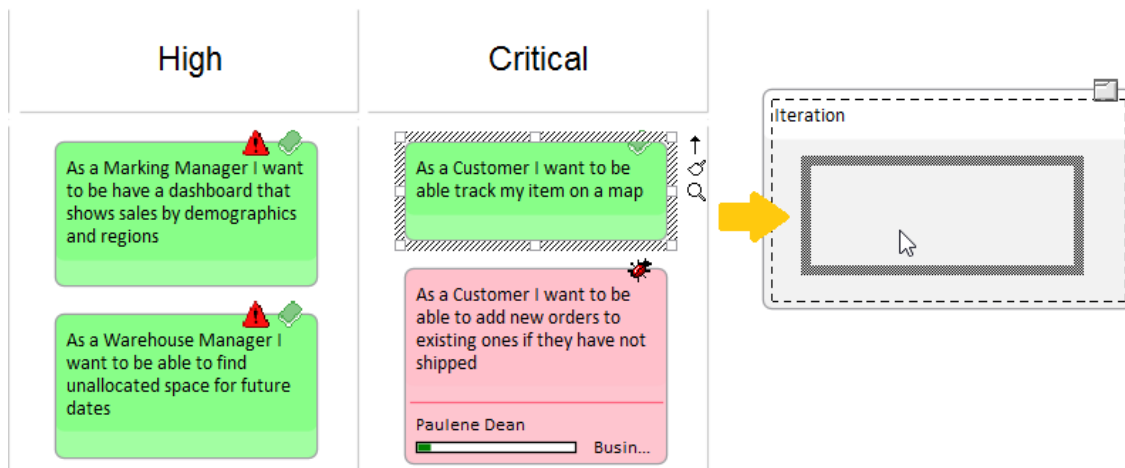 High
Critical
Iteration
As a Marking Manager I want
to be have a dashboard that
shows sales by demographics
and regions
As a Customer I want to be
able track my item on a map
As a Warehouse Manager I
want to be able to find
unallocated space for future
dates
As a Customer I want to be
able to add new orders to
existing ones if they have not
shipped
Paulene Dean
Busin...